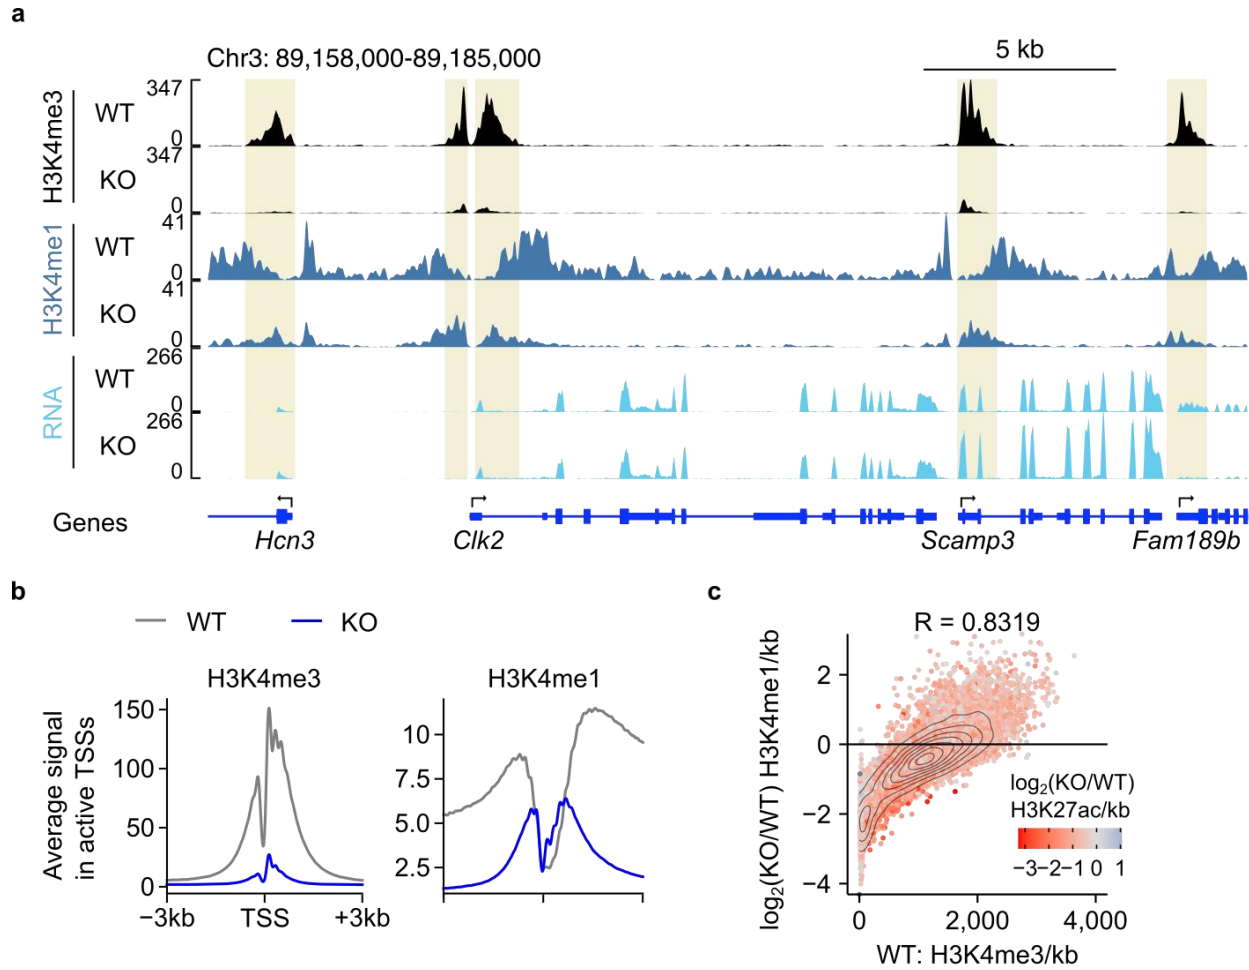 a
Chr3: 89,158,000-89,185,000
5 kb
H3K4me3
WT
347
0
KO
347
0
H3K4me1
WT
41
0
KO
41
0
RNA
WT
266
0
KO
266
0
Genes
Hcn3
Clk2
Scamp3
Fam189b
b
WT
KO
H3K4me3
Average signal
in active TSSs
150
100
50
0
−3kb
TSS
+3kb
H3K4me1
10
7.5
5.0
2.5
c
R = 0.8319
log₂(KO/WT) H3K4me1/kb
2
0
−2
−4
log₂(KO/WT)
H3K27ac/kb
−3−2−1 0 1
0
2,000
4,000
WT: H3K4me3/kb